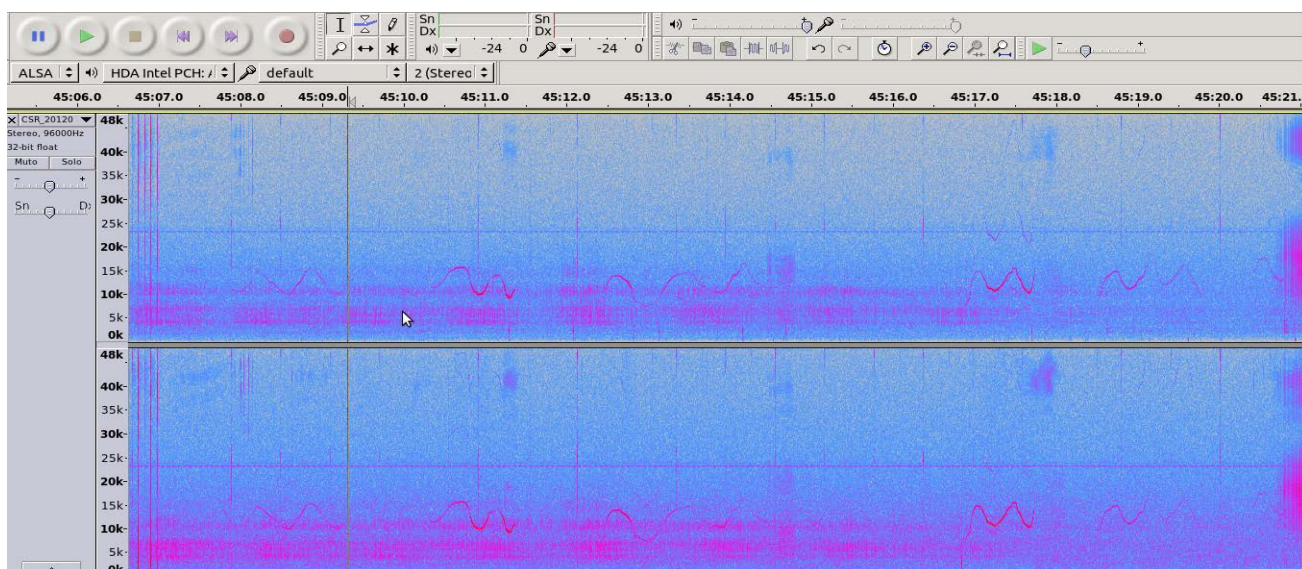 I
Sn
Dx
-24 0
Sn
Dx
-24 0
- +
- +
- +
ALSA HDA Intel PCH: / default 2 (Stereo
45:06.0 45:07.0 45:08.0 45:09.0 45:10.0 45:11.0 45:12.0 45:13.0 45:14.0 45:15.0 45:16.0 45:17.0 45:18.0 45:19.0 45:20.0 45:21.
X CSR_20120
Stereo, 96000Hz
32-bit float
Muto Solo
- +
Sn D
48k
40k
35k
30k
25k
20k
15k
10k
5k
0k
48k
40k
35k
30k
25k
20k
15k
10k
5k
0k